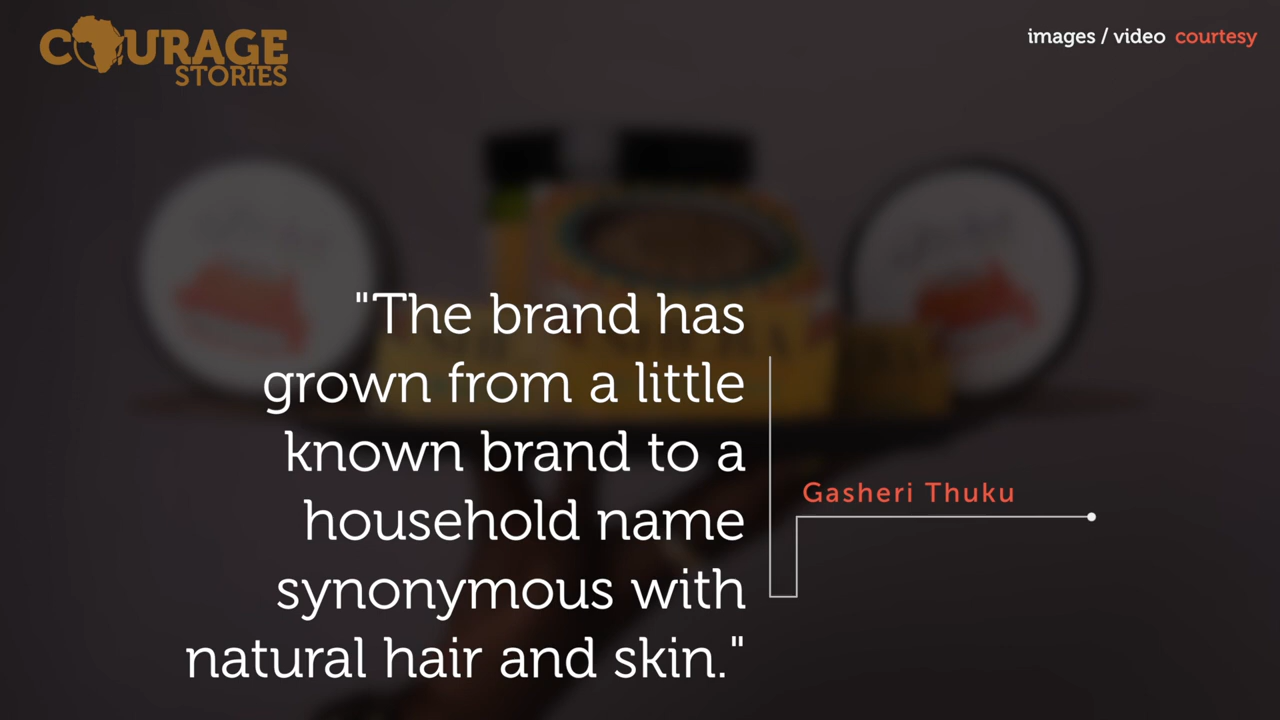 COURAGE
STORIES
images / video courtesy
"The brand has
grown from a little
known brand to a
household name
synonymous with
natural hair and skin."
Gasheri Thuku